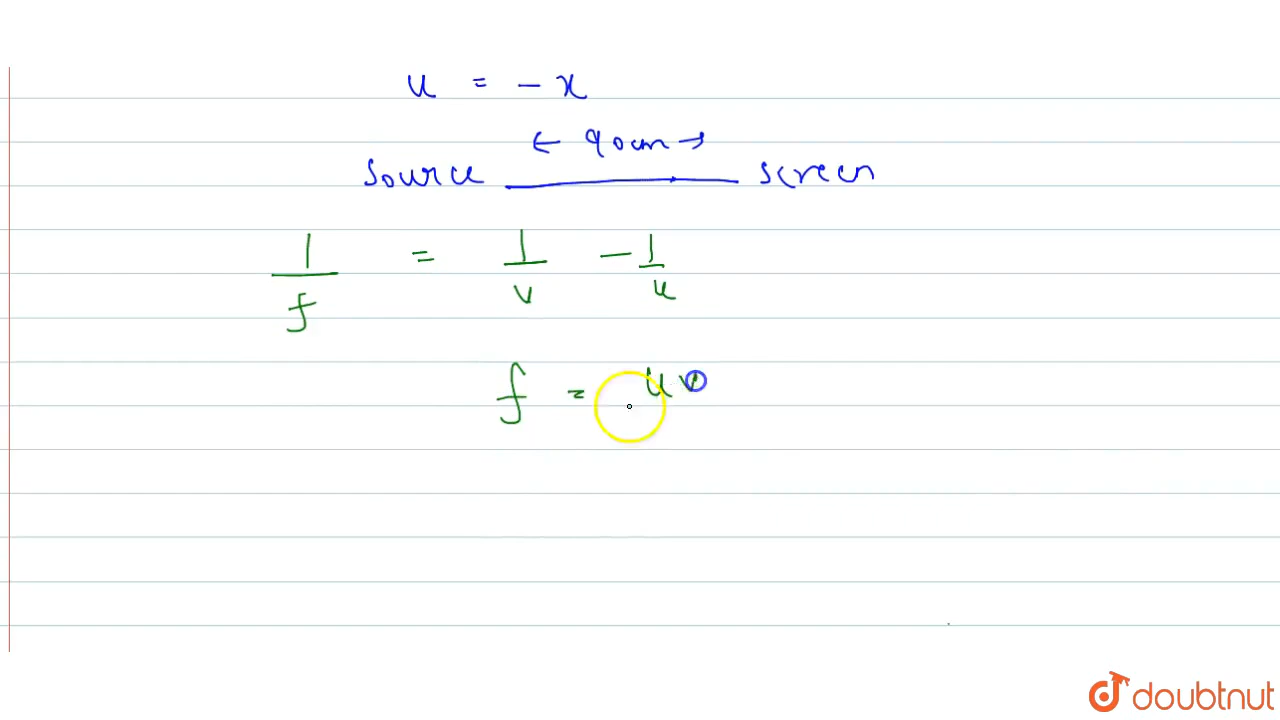 u = - x
← 90cm →
Source ——— screen
1/f = 1/v - 1/u
f = uv
doubtnut